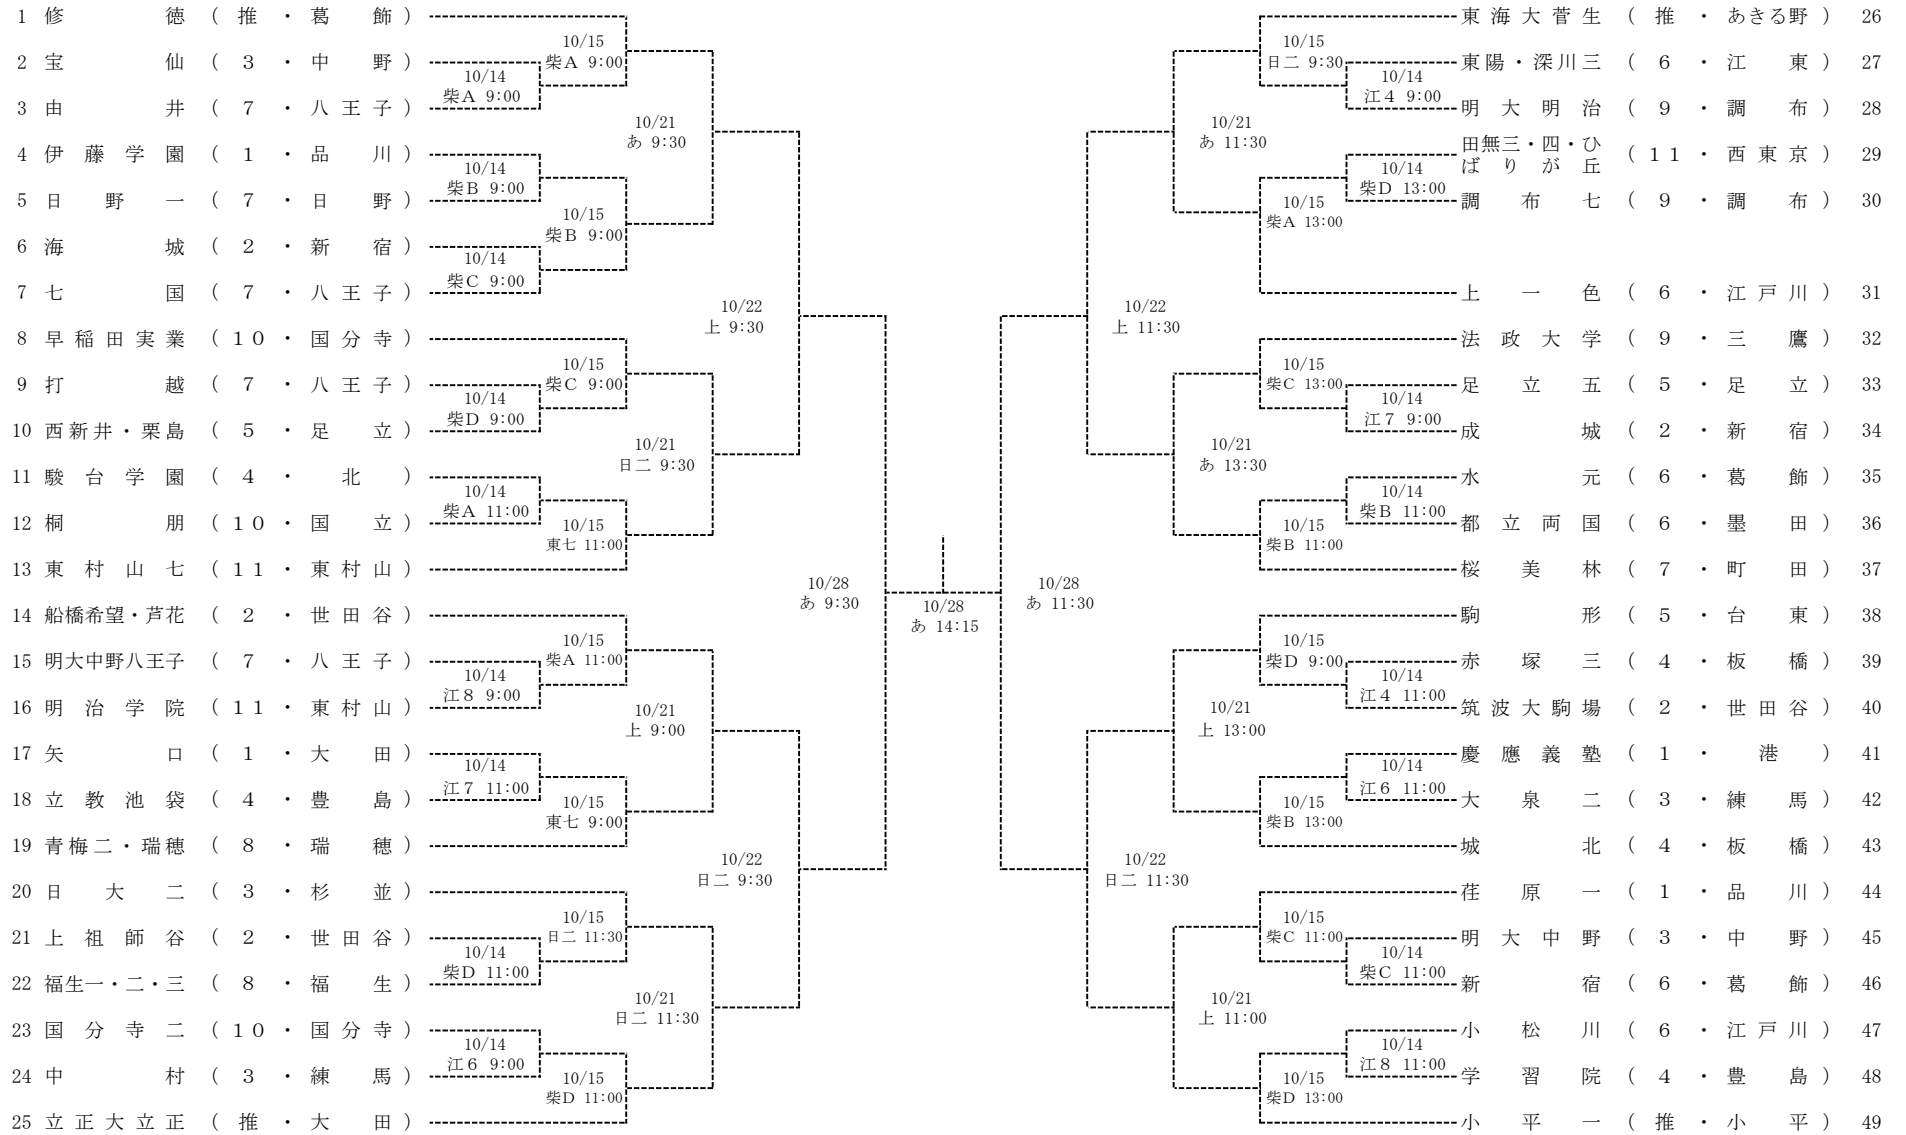 1 修徳 （ 推 ・ 葛飾 ）
2 宝仙 （ 3 ・ 中野 ）
3 由井 （ 7 ・ 八王子 ）
4 伊藤学園 （ 1 ・ 品川 ）
5 日野一 （ 7 ・ 日野 ）
6 海城 （ 2 ・ 新宿 ）
7 七国 （ 7 ・ 八王子 ）
8 早稲田実業 （ 10 ・ 国分寺 ）
9 打越 （ 7 ・ 八王子 ）
10 西新井・栗島 （ 5 ・ 足立 ）
11 駿台学園 （ 4 ・ 北 ）
12 桐朋 （ 10 ・ 国立 ）
13 東村山七 （ 11 ・ 東村山 ）
14 船橋希望・芦花 （ 2 ・ 世田谷 ）
15 明大中野八王子 （ 7 ・ 八王子 ）
16 明治学院 （ 11 ・ 東村山 ）
17 矢口 （ 1 ・ 大田 ）
18 立教池袋 （ 4 ・ 豊島 ）
19 青梅二・瑞穂 （ 8 ・ 瑞穂 ）
20 日大二 （ 3 ・ 杉並 ）
21 上祖師谷 （ 2 ・ 世田谷 ）
22 福生一・二・三 （ 8 ・ 福生 ）
23 国分寺二 （ 10 ・ 国分寺 ）
24 中村 （ 3 ・ 練馬 ）
25 立正大立正 （ 推 ・ 大田 ）
10/14
柴A 9:00
10/14
柴B 9:00
10/14
柴C 9:00
10/14
柴D 9:00
10/14
柴A 11:00
10/14
江8 9:00
10/14
江7 11:00
10/14
柴D 11:00
10/14
江6 9:00
10/15
柴A 9:00
10/15
柴B 9:00
10/15
柴C 9:00
10/15
東七 11:00
10/15
柴A 11:00
10/15
東七 9:00
10/15
日二 11:30
10/15
柴D 11:00
10/21
あ 9:30
10/21
日二 9:30
10/21
上 9:00
10/21
日二 11:30
10/22
上 9:30
10/22
日二 9:30
10/28
あ 9:30
10/28
あ 14:15
10/28
あ 11:30
10/22
上 11:30
10/22
日二 11:30
10/21
あ 11:30
10/21
あ 13:30
10/21
上 13:00
10/21
上 11:00
10/15
日二 9:30
10/15
柴A 13:00
10/15
柴C 13:00
10/15
柴B 11:00
10/15
柴D 9:00
10/15
柴B 13:00
10/15
柴C 11:00
10/15
柴D 13:00
10/14
江4 9:00
10/14
柴D 13:00
10/14
江7 9:00
10/14
柴B 11:00
10/14
江4 11:00
10/14
江6 11:00
10/14
柴C 11:00
10/14
江8 11:00
東海大菅生 （ 推 ・ あきる野 ） 26
東陽・深川三 （ 6 ・ 江東 ） 27
明大明治 （ 9 ・ 調布 ） 28
田無三・四・ひ
ばりが丘 （ 11 ・ 西東京 ） 29
調布七 （ 9 ・ 調布 ） 30
上一色 （ 6 ・ 江戸川 ） 31
法政大学 （ 9 ・ 三鷹 ） 32
足立五 （ 5 ・ 足立 ） 33
成城 （ 2 ・ 新宿 ） 34
水元 （ 6 ・ 葛飾 ） 35
都立両国 （ 6 ・ 墨田 ） 36
桜美林 （ 7 ・ 町田 ） 37
駒形 （ 5 ・ 台東 ） 38
赤塚三 （ 4 ・ 板橋 ） 39
筑波大駒場 （ 2 ・ 世田谷 ） 40
慶應義塾 （ 1 ・ 港 ） 41
大泉二 （ 3 ・ 練馬 ） 42
城北 （ 4 ・ 板橋 ） 43
荏原一 （ 1 ・ 品川 ） 44
明大中野 （ 3 ・ 中野 ） 45
新宿 （ 6 ・ 葛飾 ） 46
小松川 （ 6 ・ 江戸川 ） 47
学習院 （ 4 ・ 豊島 ） 48
小平一 （ 推 ・ 小平 ） 49